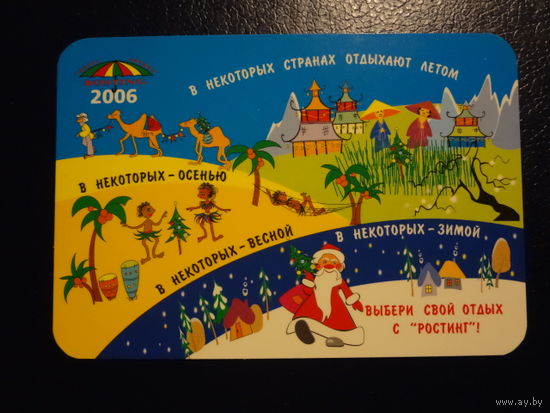 2006
В НЕКОТОРЫХ СТРАНАХ ОТДЫХАЮТ ЛЕТОМ
В НЕКОТОРЫХ - ОСЕНЬЮ
В НЕКОТОРЫХ - ВЕСНОЙ
В НЕКОТОРЫХ - ЗИМОЙ
ВЫБЕРИ СВОЙ ОТДЫХ
С "РОСТИНГ"!
www.ay.by